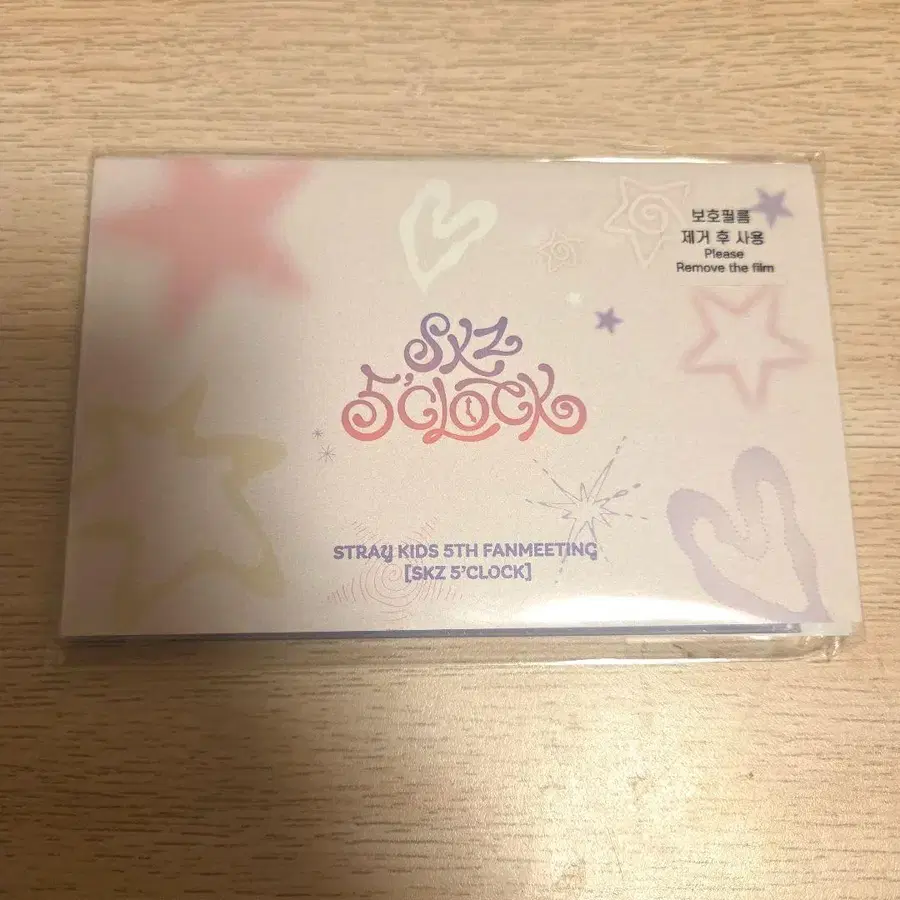 보호필름
제거 후 사용
Please
Remove the film
SKZ
5'CLOCK
STRAY KIDS 5TH FANMEETING
[SKZ 5'CLOCK]